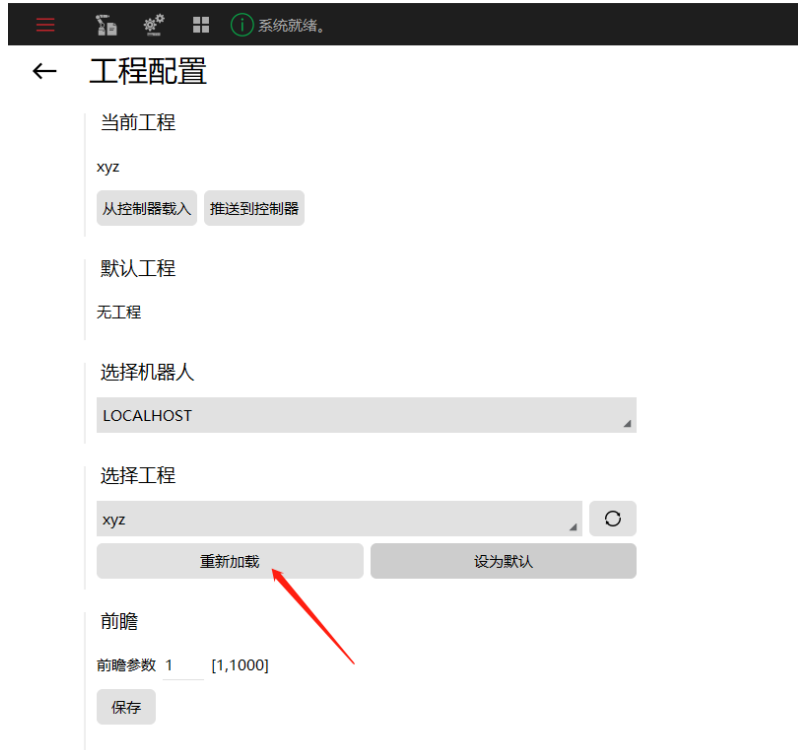 系统就绪。
工程配置
当前工程
xyz
从控制器载入 推送到控制器
默认工程
无工程
选择机器人
LOCALHOST
选择工程
xyz
重新加载 设为默认
前瞻
前瞻参数 1 [1,1000]
保存